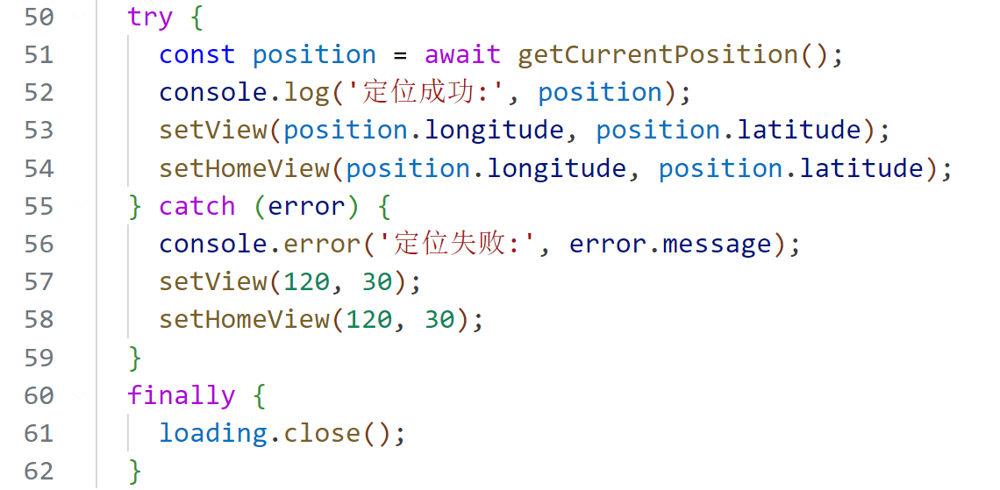 50 try {
51 const position = await getCurrentPosition();
52 console.log('定位成功:', position);
53 setView(position.longitude, position.latitude);
54 setHomeView(position.longitude, position.latitude);
55 } catch (error) {
56 console.error('定位失败:', error.message);
57 setView(120, 30);
58 setHomeView(120, 30);
59 }
60 finally {
61 loading.close();
62 }